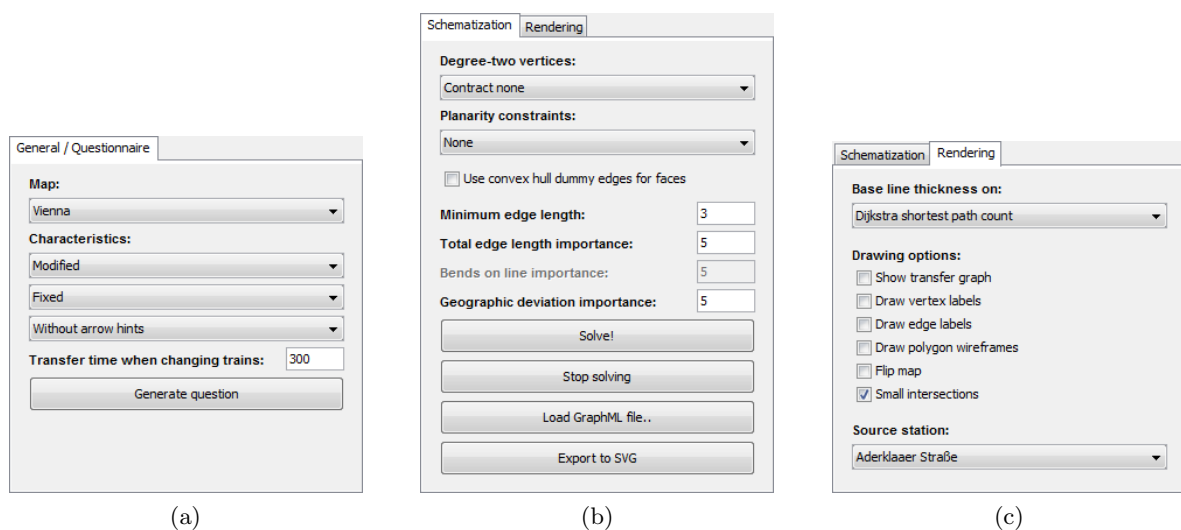 General / Questionnaire
Map:
Vienna
Characteristics:
Modified
Fixed
Without arrow hints
Transfer time when changing trains: 300
Generate question
(a)
Schematization Rendering
Degree-two vertices:
Contract none
Planarity constraints:
None
Use convex hull dummy edges for faces
Minimum edge length: 3
Total edge length importance: 5
Bends on line importance: 5
Geographic deviation importance: 5
Solve!
Stop solving
Load GraphML file..
Export to SVG
(b)
Schematization Rendering
Base line thickness on:
Dijkstra shortest path count
Drawing options:
Show transfer graph
Draw vertex labels
Draw edge labels
Draw polygon wireframes
Flip map
Small intersections
Source station:
Aderklaaer Straße
(c)